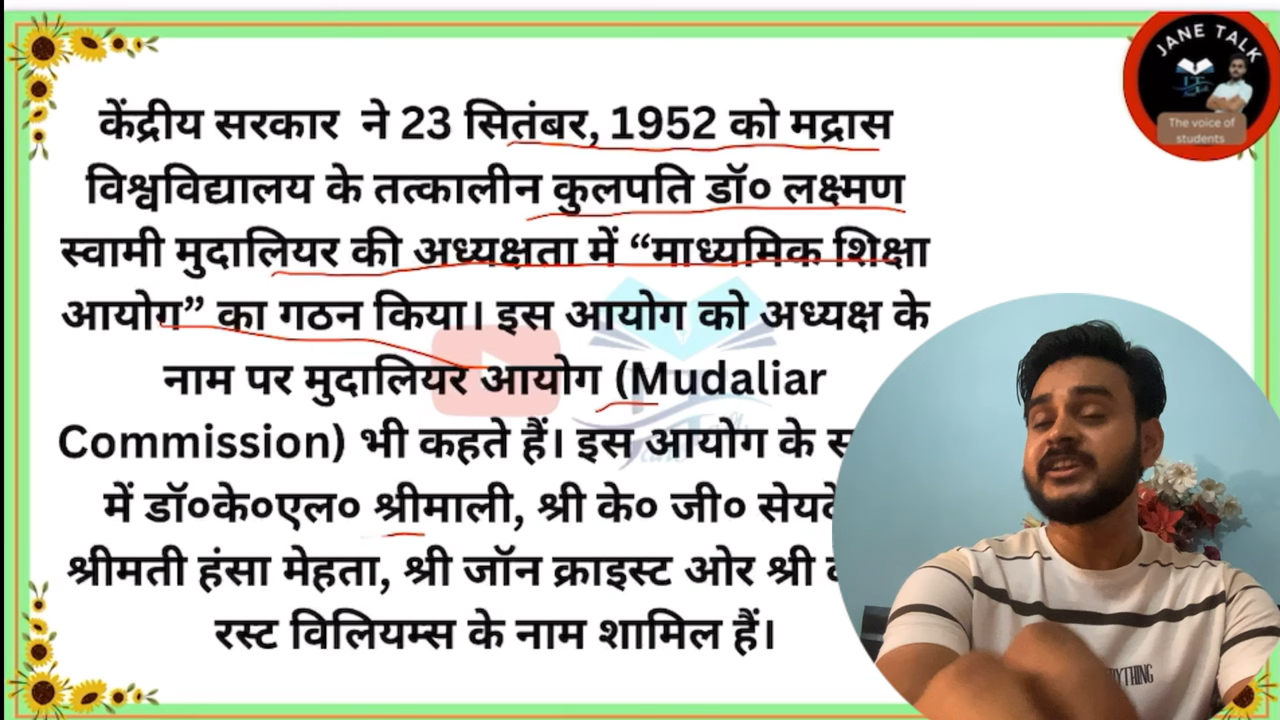 केंद्रीय सरकार ने 23 सितंबर, 1952 को मद्रास
विश्वविद्यालय के तत्कालीन कुलपति डॉ० लक्ष्मण
स्वामी मुदालियर की अध्यक्षता में “माध्यमिक शिक्षा
आयोग” का गठन किया। इस आयोग को अध्यक्ष के
नाम पर मुदालियर आयोग (Mudaliar
Commission) भी कहते हैं। इस आयोग के
में डॉ०के०एल० श्रीमाली, श्री के० जी०
श्रीमती हंसा मेहता, श्री जॉन क्राइस्ट ओर श्री
रस्ट विलियम्स के नाम शामिल हैं।
JANE TALK
The voice of
students